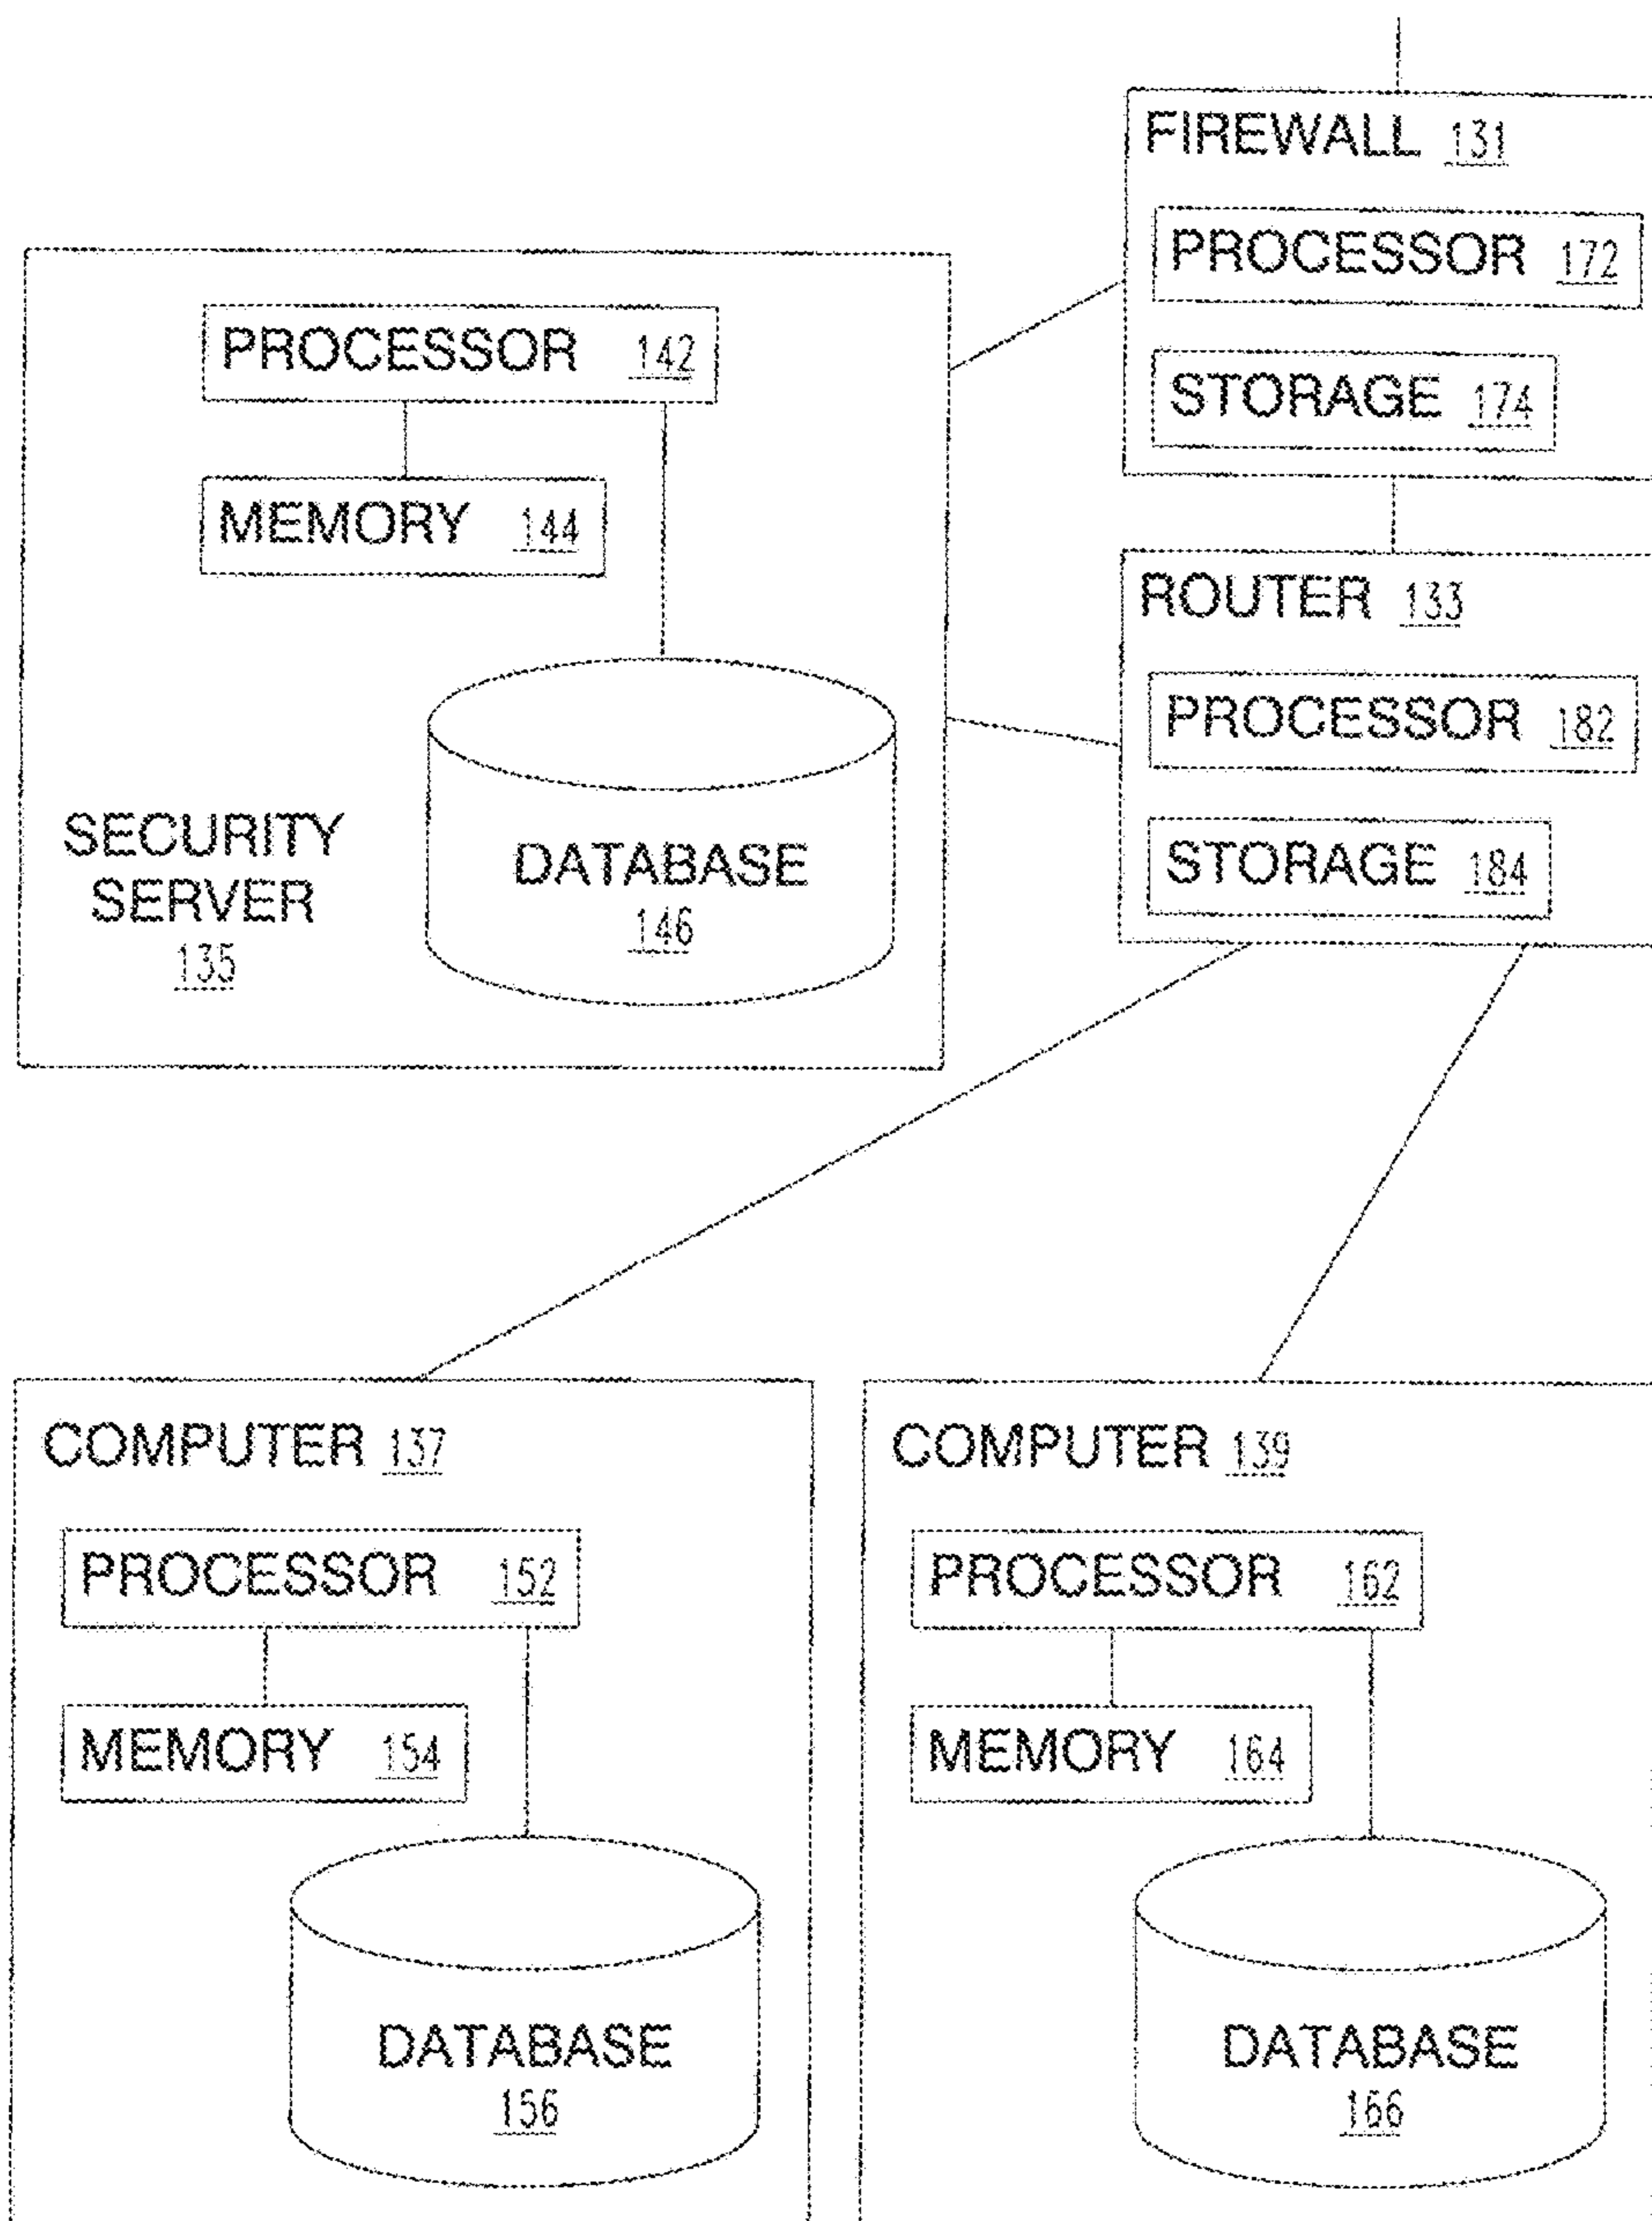 FIREWALL 131
PROCESSOR 172
STORAGE 174
PROCESSOR 142
MEMORY 144
DATABASE
146
SECURITY
SERVER
135
ROUTER 133
PROCESSOR 182
STORAGE 184
COMPUTER 137
PROCESSOR 152
MEMORY 154
DATABASE
156
COMPUTER 139
PROCESSOR 162
MEMORY 164
DATABASE
166